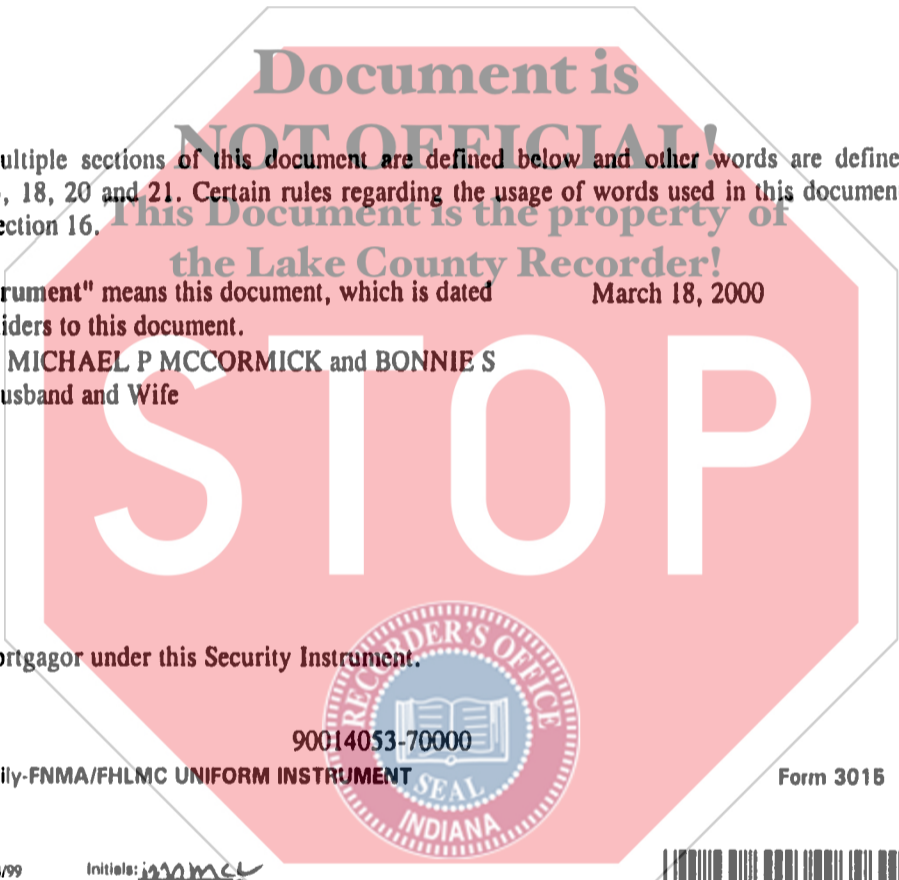 Document is
NOT OFFICIAL!
ultiple sections of this document are defined below and other words are define
, 18, 20 and 21. Certain rules regarding the usage of words used in this documen
This Document is the property of
ection 16.
the Lake County Recorder!
rument" means this document, which is dated March 18, 2000
iders to this document.
MICHAEL P MCCORMICK and BONNIE S
usband and Wife
STOP
ortgagor under this Security Instrument.
RECORDER'S OFFICE
90014053-70000
ily-FNMA/FHLMC UNIFORM INSTRUMENT Form 3015
SEAL
INDIANA
/99 Initials: